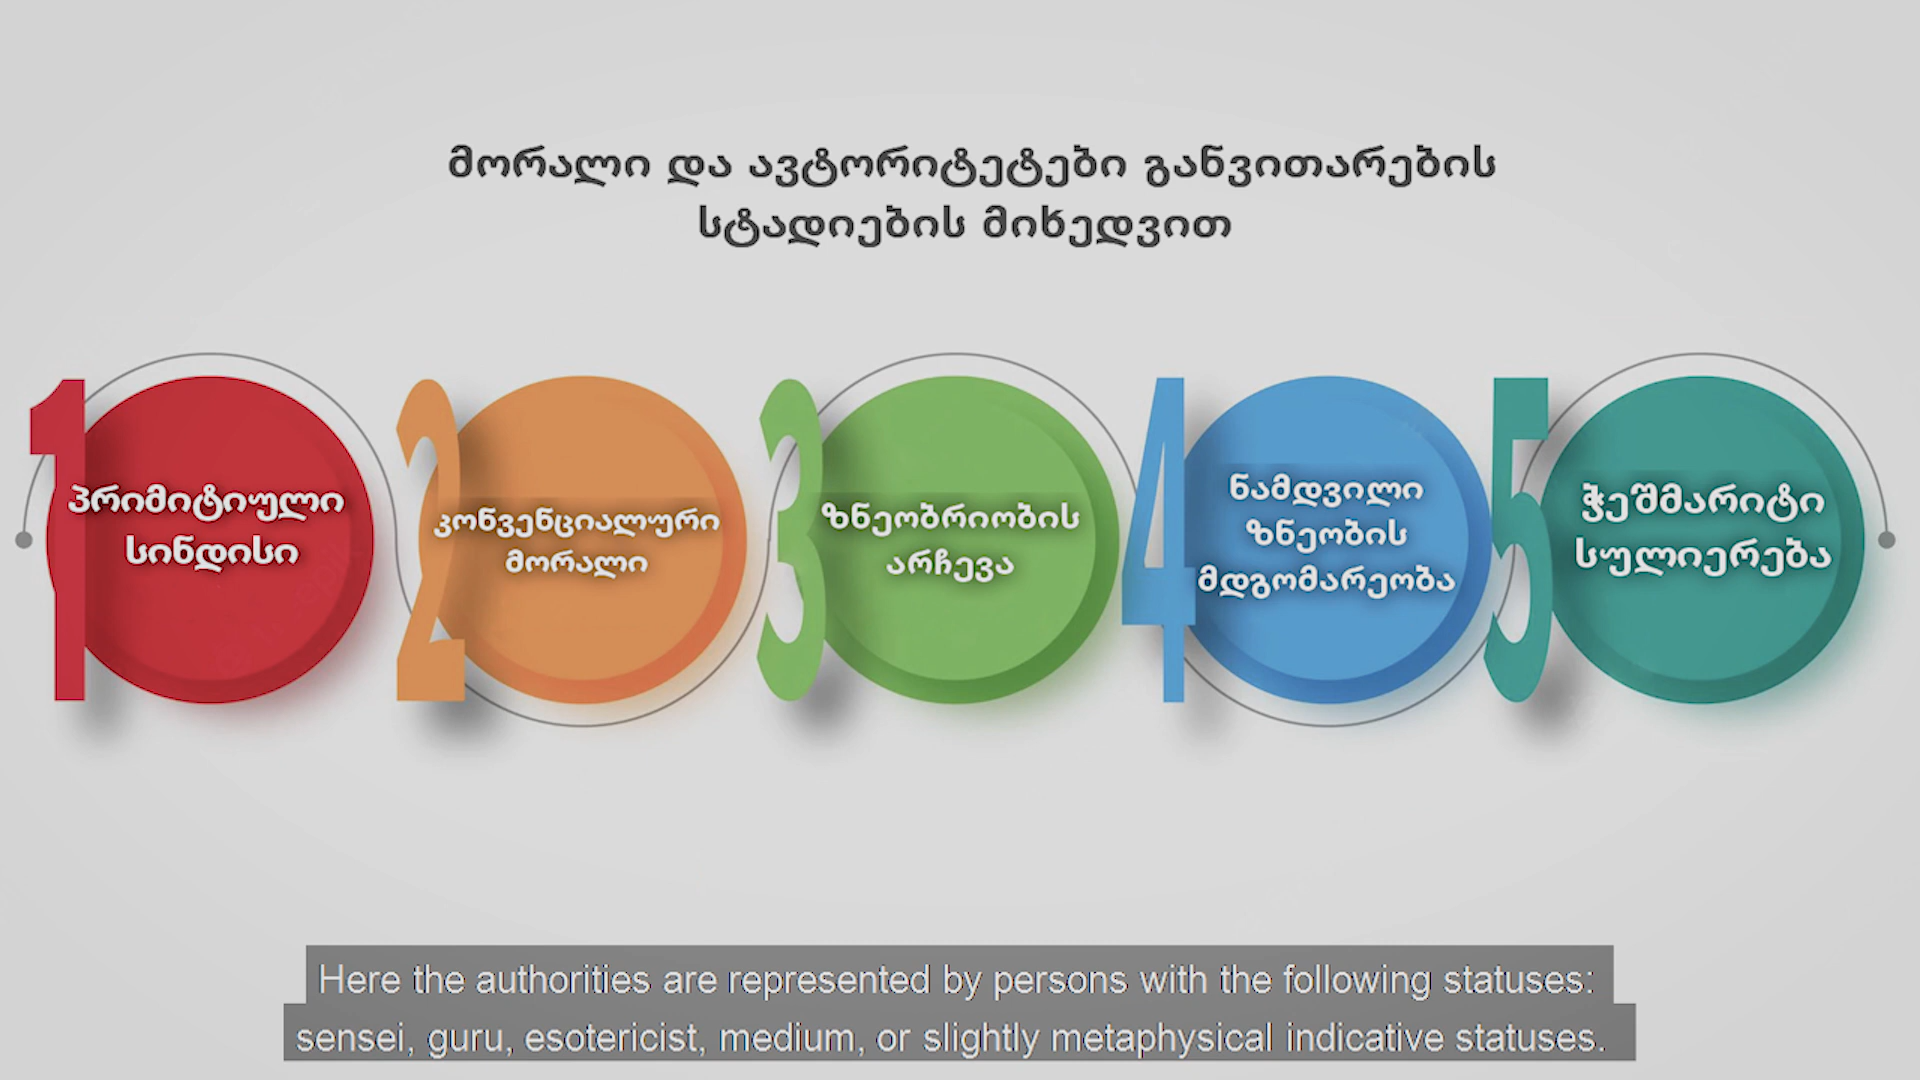 მორალი და ავტორიტეტები განვითარების
სტადიების მიხედვით
1
პრიმიტიული
სინდისი
2
კონვენციალური
მორალი
3
ზნეობრიობის
არჩევა
4
ნამდვილი
ზნეობის
მდგომარეობა
5
ჭეშმარიტი
სულიერება
Here the authorities are represented by persons with the following statuses:
sensei, guru, esotericist, medium, or slightly metaphysical indicative statuses.